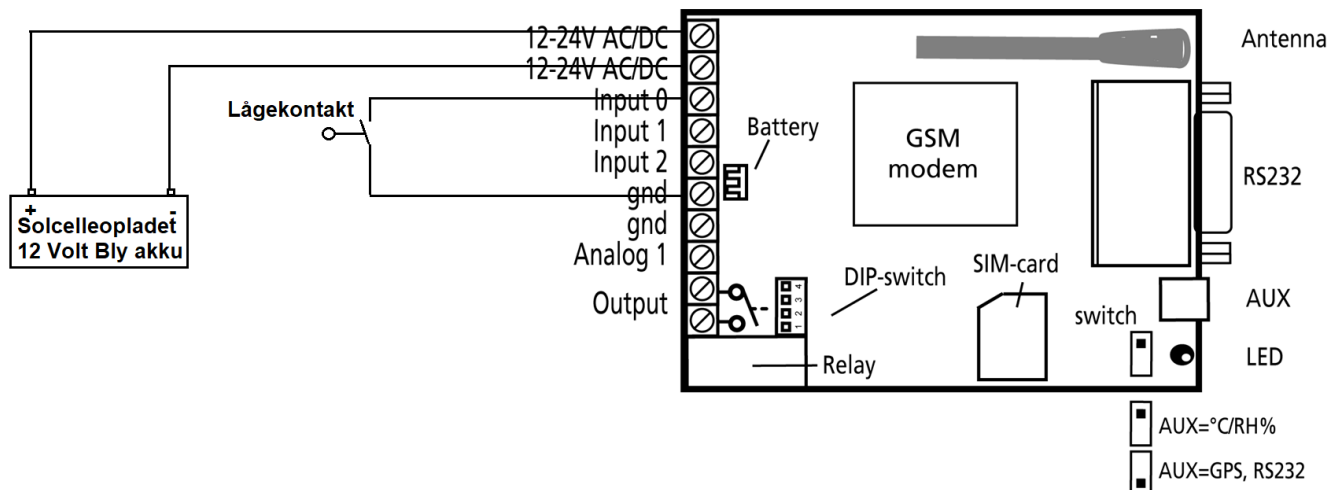 12-24V AC/DC
12-24V AC/DC
Input 0
Input 1
Input 2
gnd
gnd
Analog 1
Output
Lågekontakt
+ -
Solcelleopladet
12 Volt Bly akku
Battery
GSM
modem
Antenna
RS232
DIP-switch
SIM-card
switch
AUX
LED
1 2 3 4
Relay
AUX=°C/RH%
AUX=GPS, RS232